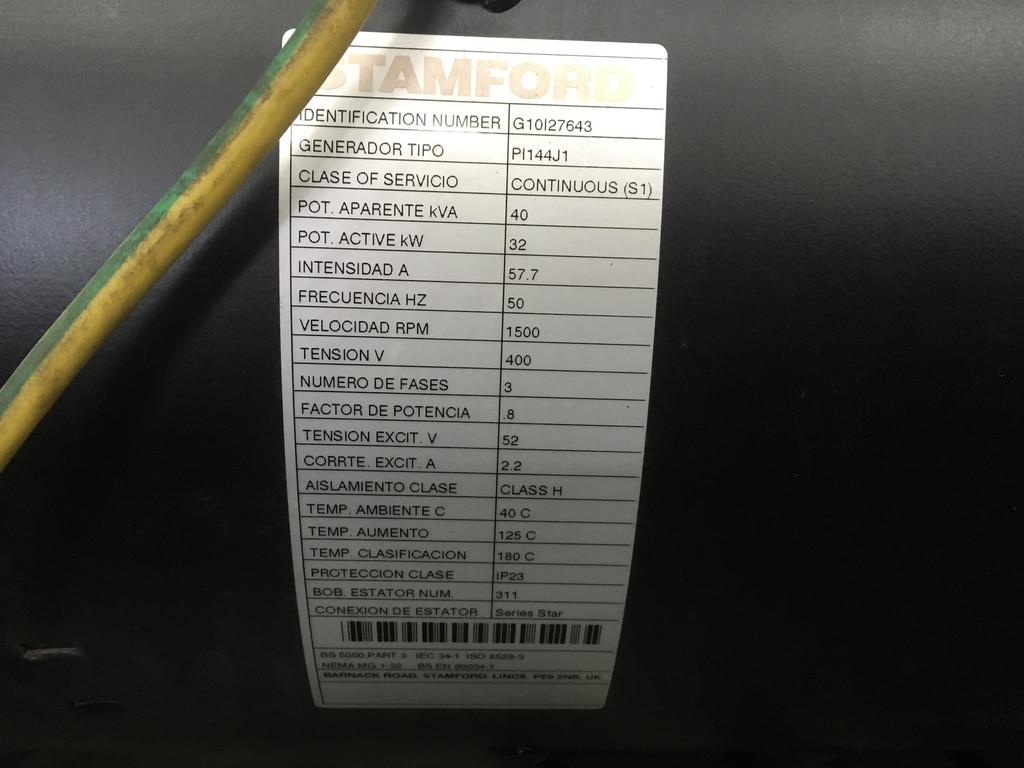 STAMFORD
IDENTIFICATION NUMBER G10I27643
GENERADOR TIPO PI144J1
CLASE OF SERVICIO CONTINUOUS (S1)
POT. APARENTE kVA 40
POT. ACTIVE kW 32
INTENSIDAD A 57.7
FRECUENCIA HZ 50
VELOCIDAD RPM 1500
TENSION V 400
NUMERO DE FASES 3
FACTOR DE POTENCIA .8
TENSION EXCIT. V 52
CORRTE. EXCIT. A 2.2
AISLAMIENTO CLASE CLASS H
TEMP. AMBIENTE C 40 C
TEMP. AUMENTO 125 C
TEMP. CLASIFICACION 180 C
PROTECCION CLASE IP23
BOB. ESTATOR NUM. 311
CONEXION DE ESTATOR Series Star
BS 5000,PART 3 IEC 34-1 ISO 8528-3
NEMA MG 1-32 BS EN 60034-1
BARNACK ROAD, STAMFORD, LINCS. PE9 2NB, UK